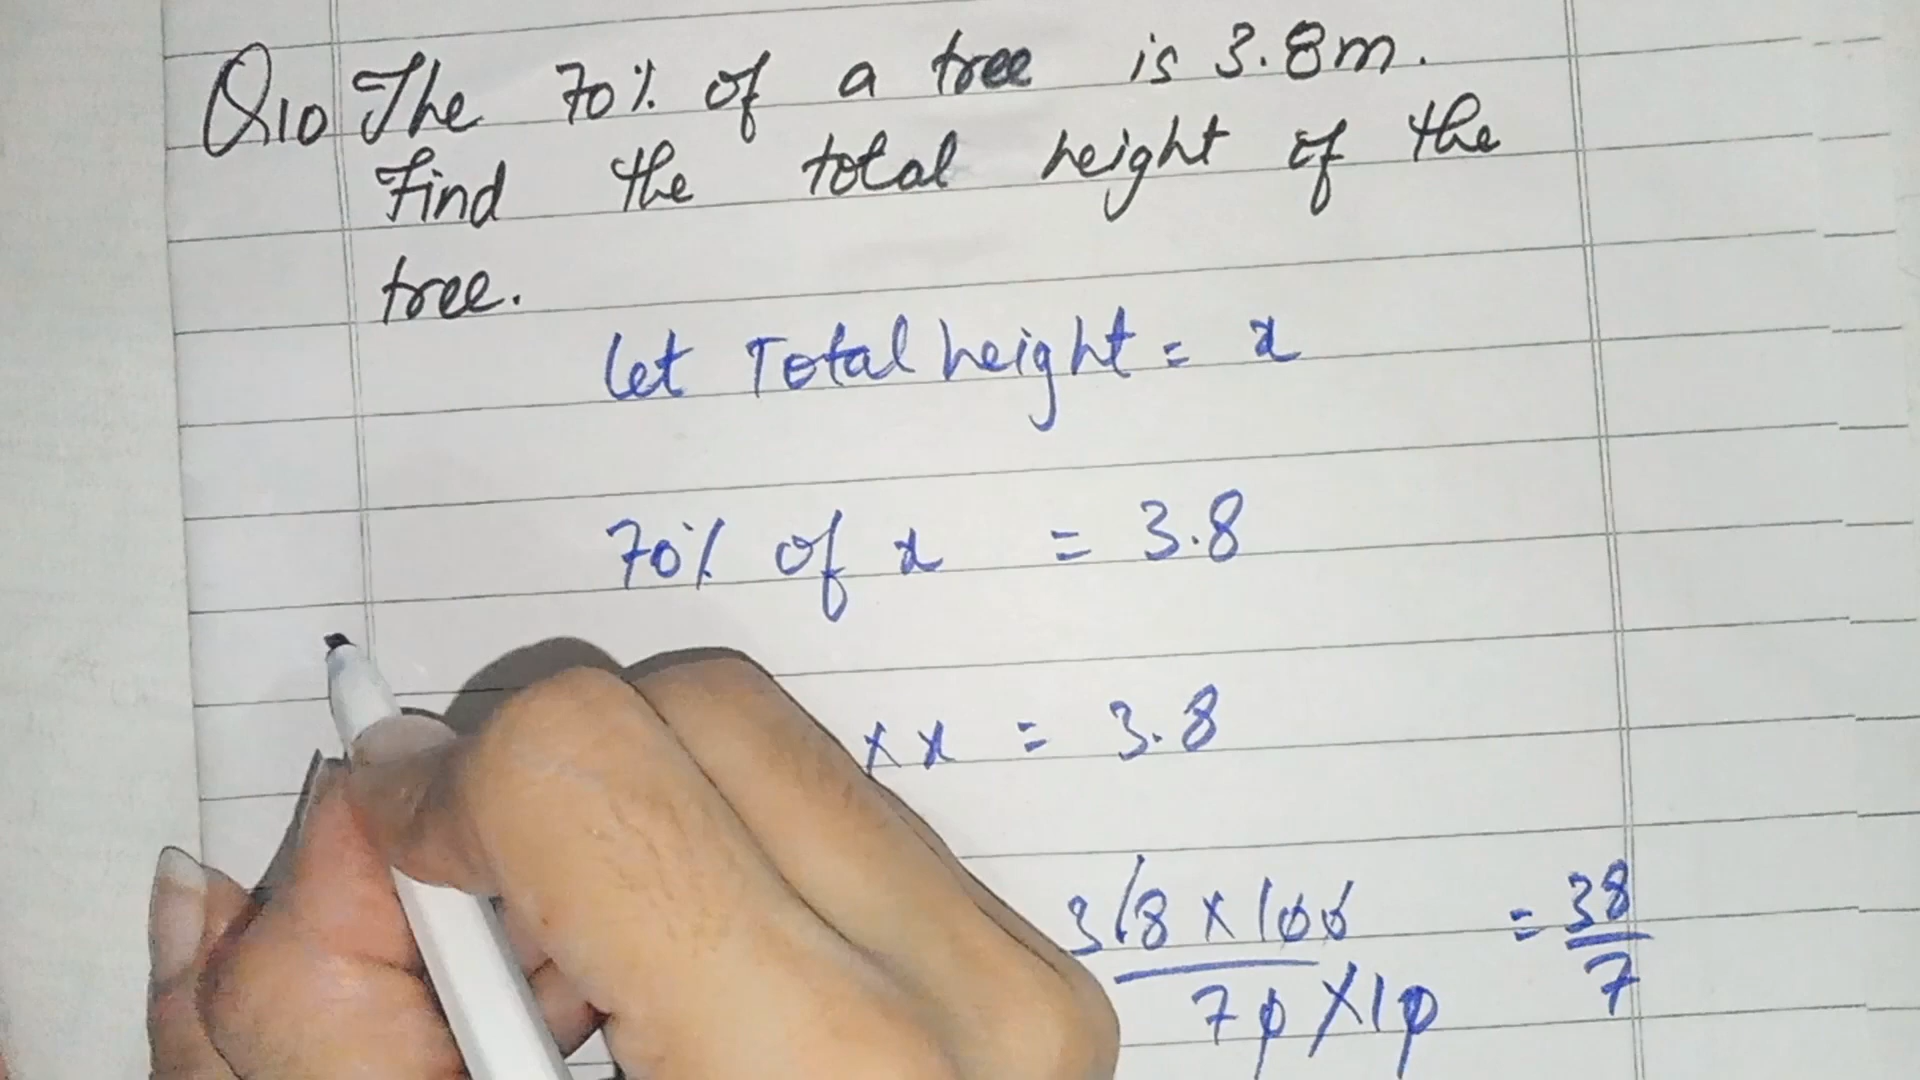 Q10 The 70% of a tree is 3.8m.
Find the total height of the
tree.
Let Total height = x
70% of x = 3.8
× x = 3.8
3.8 × 100 = 38
70 × 10 7